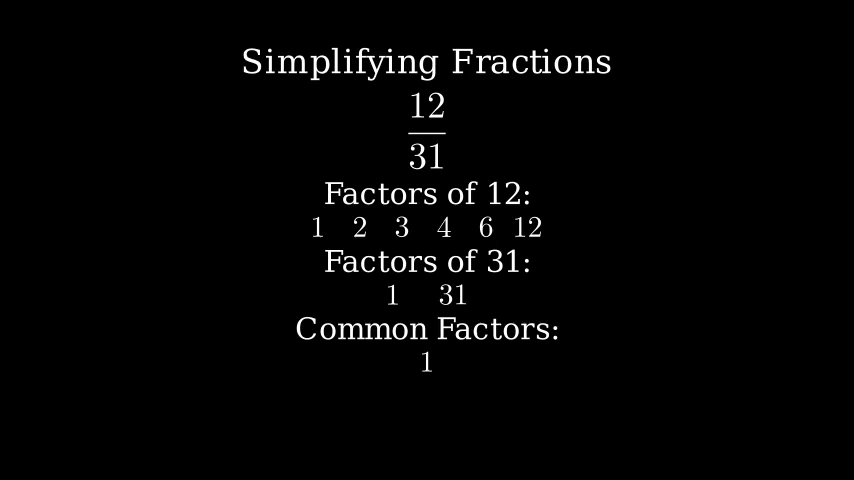 Simplifying Fractions
12
31
Factors of 12:
1 2 3 4 6 12
Factors of 31:
1 31
Common Factors:
1